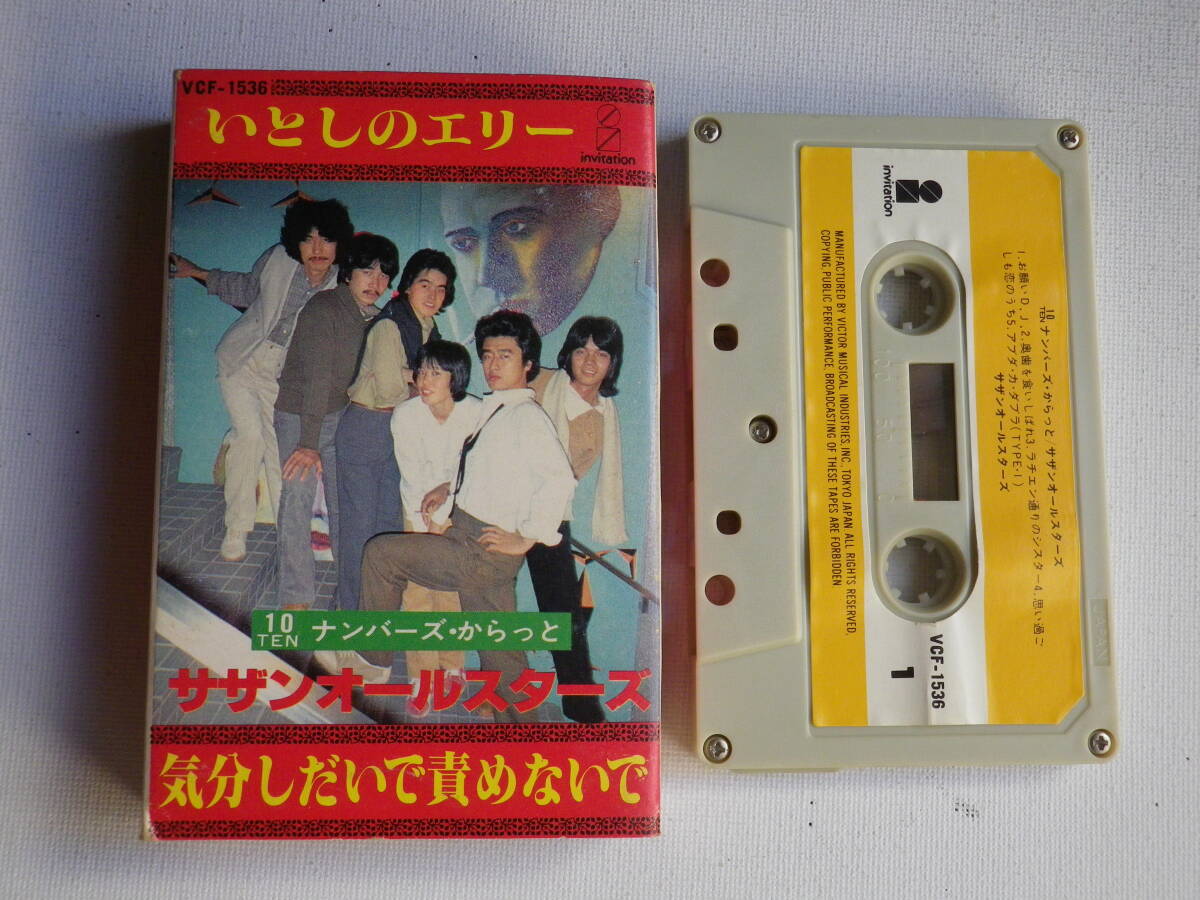 VCF-1536
いとしのエリー
invitation
10
TEN
ナンバーズ・からっと
サザンオールスターズ
気分しだいで責めないで
invitation
10
TEN
ナンバーズ・からっと/サザンオールスターズ
1.お願いD.J.2.奥歯を食いしばれ3.ラチエン通りのシスター4.思い過ご
しも恋のうち5.アブダ・カ・ダブラ(TYPE・1)
サザンオールスターズ
MANUFACTURED BY VICTOR MUSICAL INDUSTRIES, INC., TOKYO JAPAN ALL RIGHTS RESERVED,
COPYING, PUBLIC PERFORMANCE, BROADCASTING OF THESE TAPES ARE FORBIDDEN
VCF-1536
1